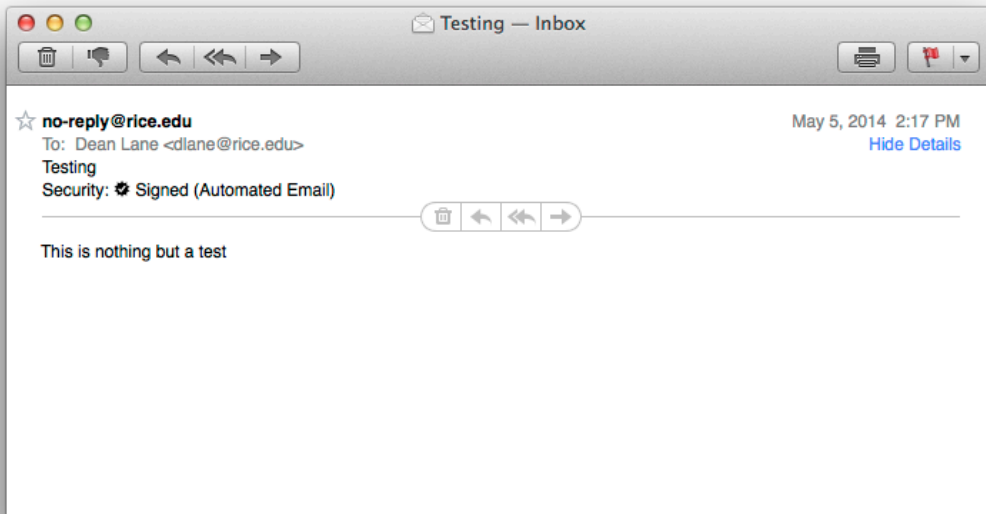 Testing — Inbox
no-reply@rice.edu
May 5, 2014 2:17 PM
To: Dean Lane <dlane@rice.edu>
Hide Details
Testing
Security: Signed (Automated Email)
This is nothing but a test